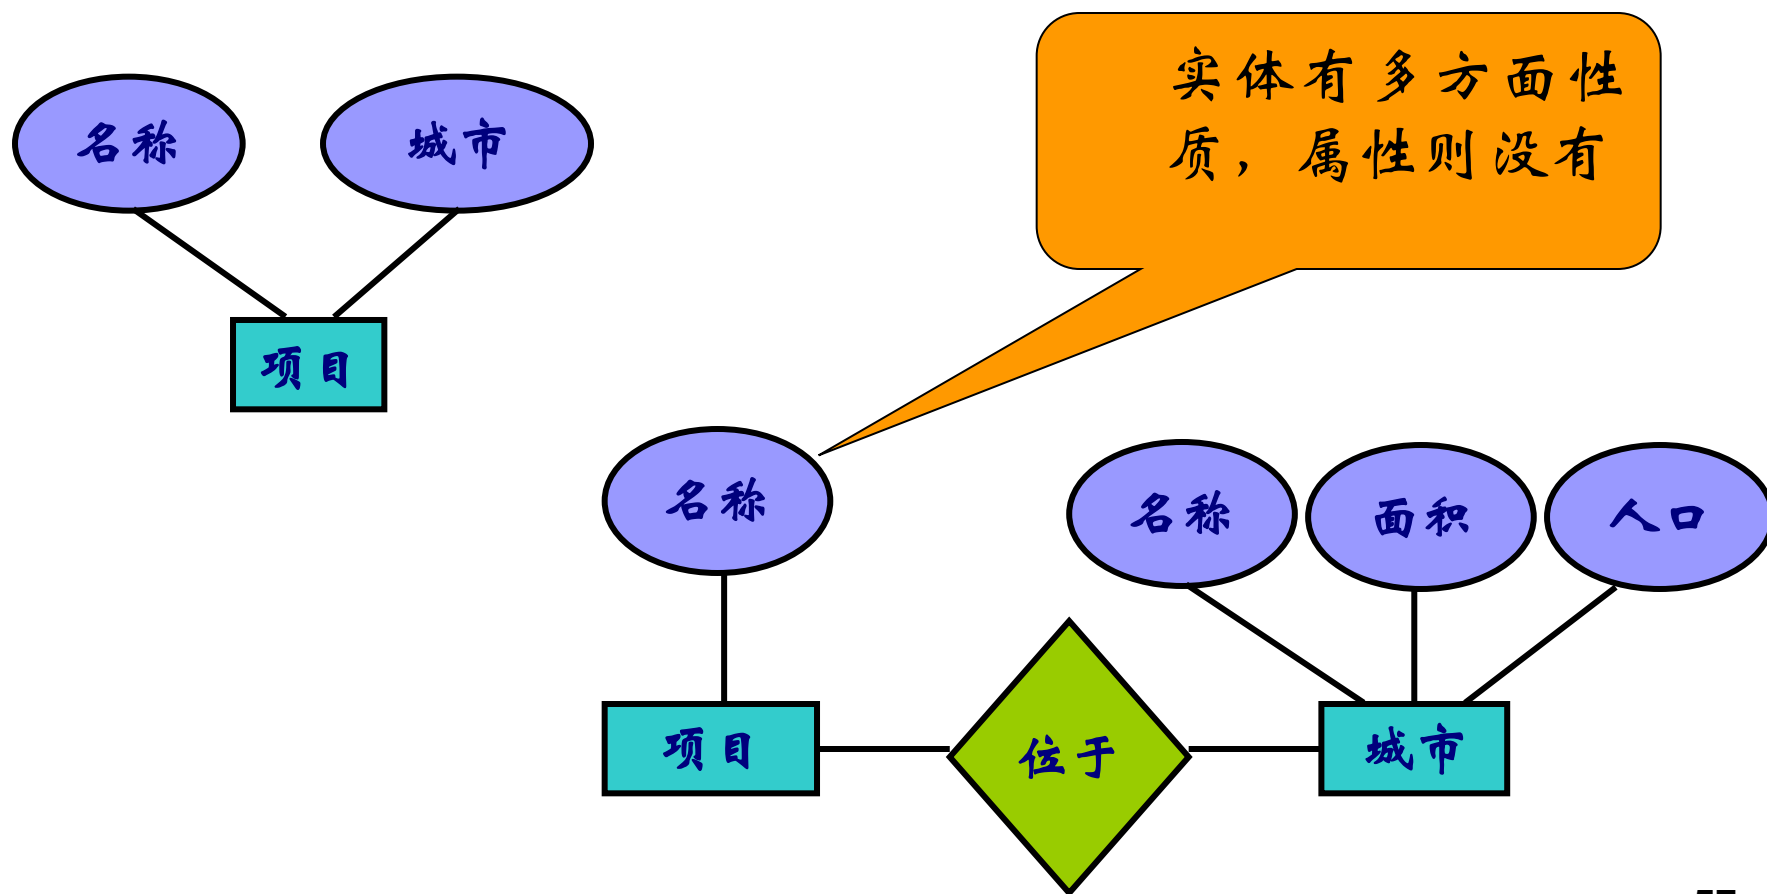 实体有多方面性
质，属性则没有
名称
城市
项目
名称
名称
面积
人口
项目
位于
城市